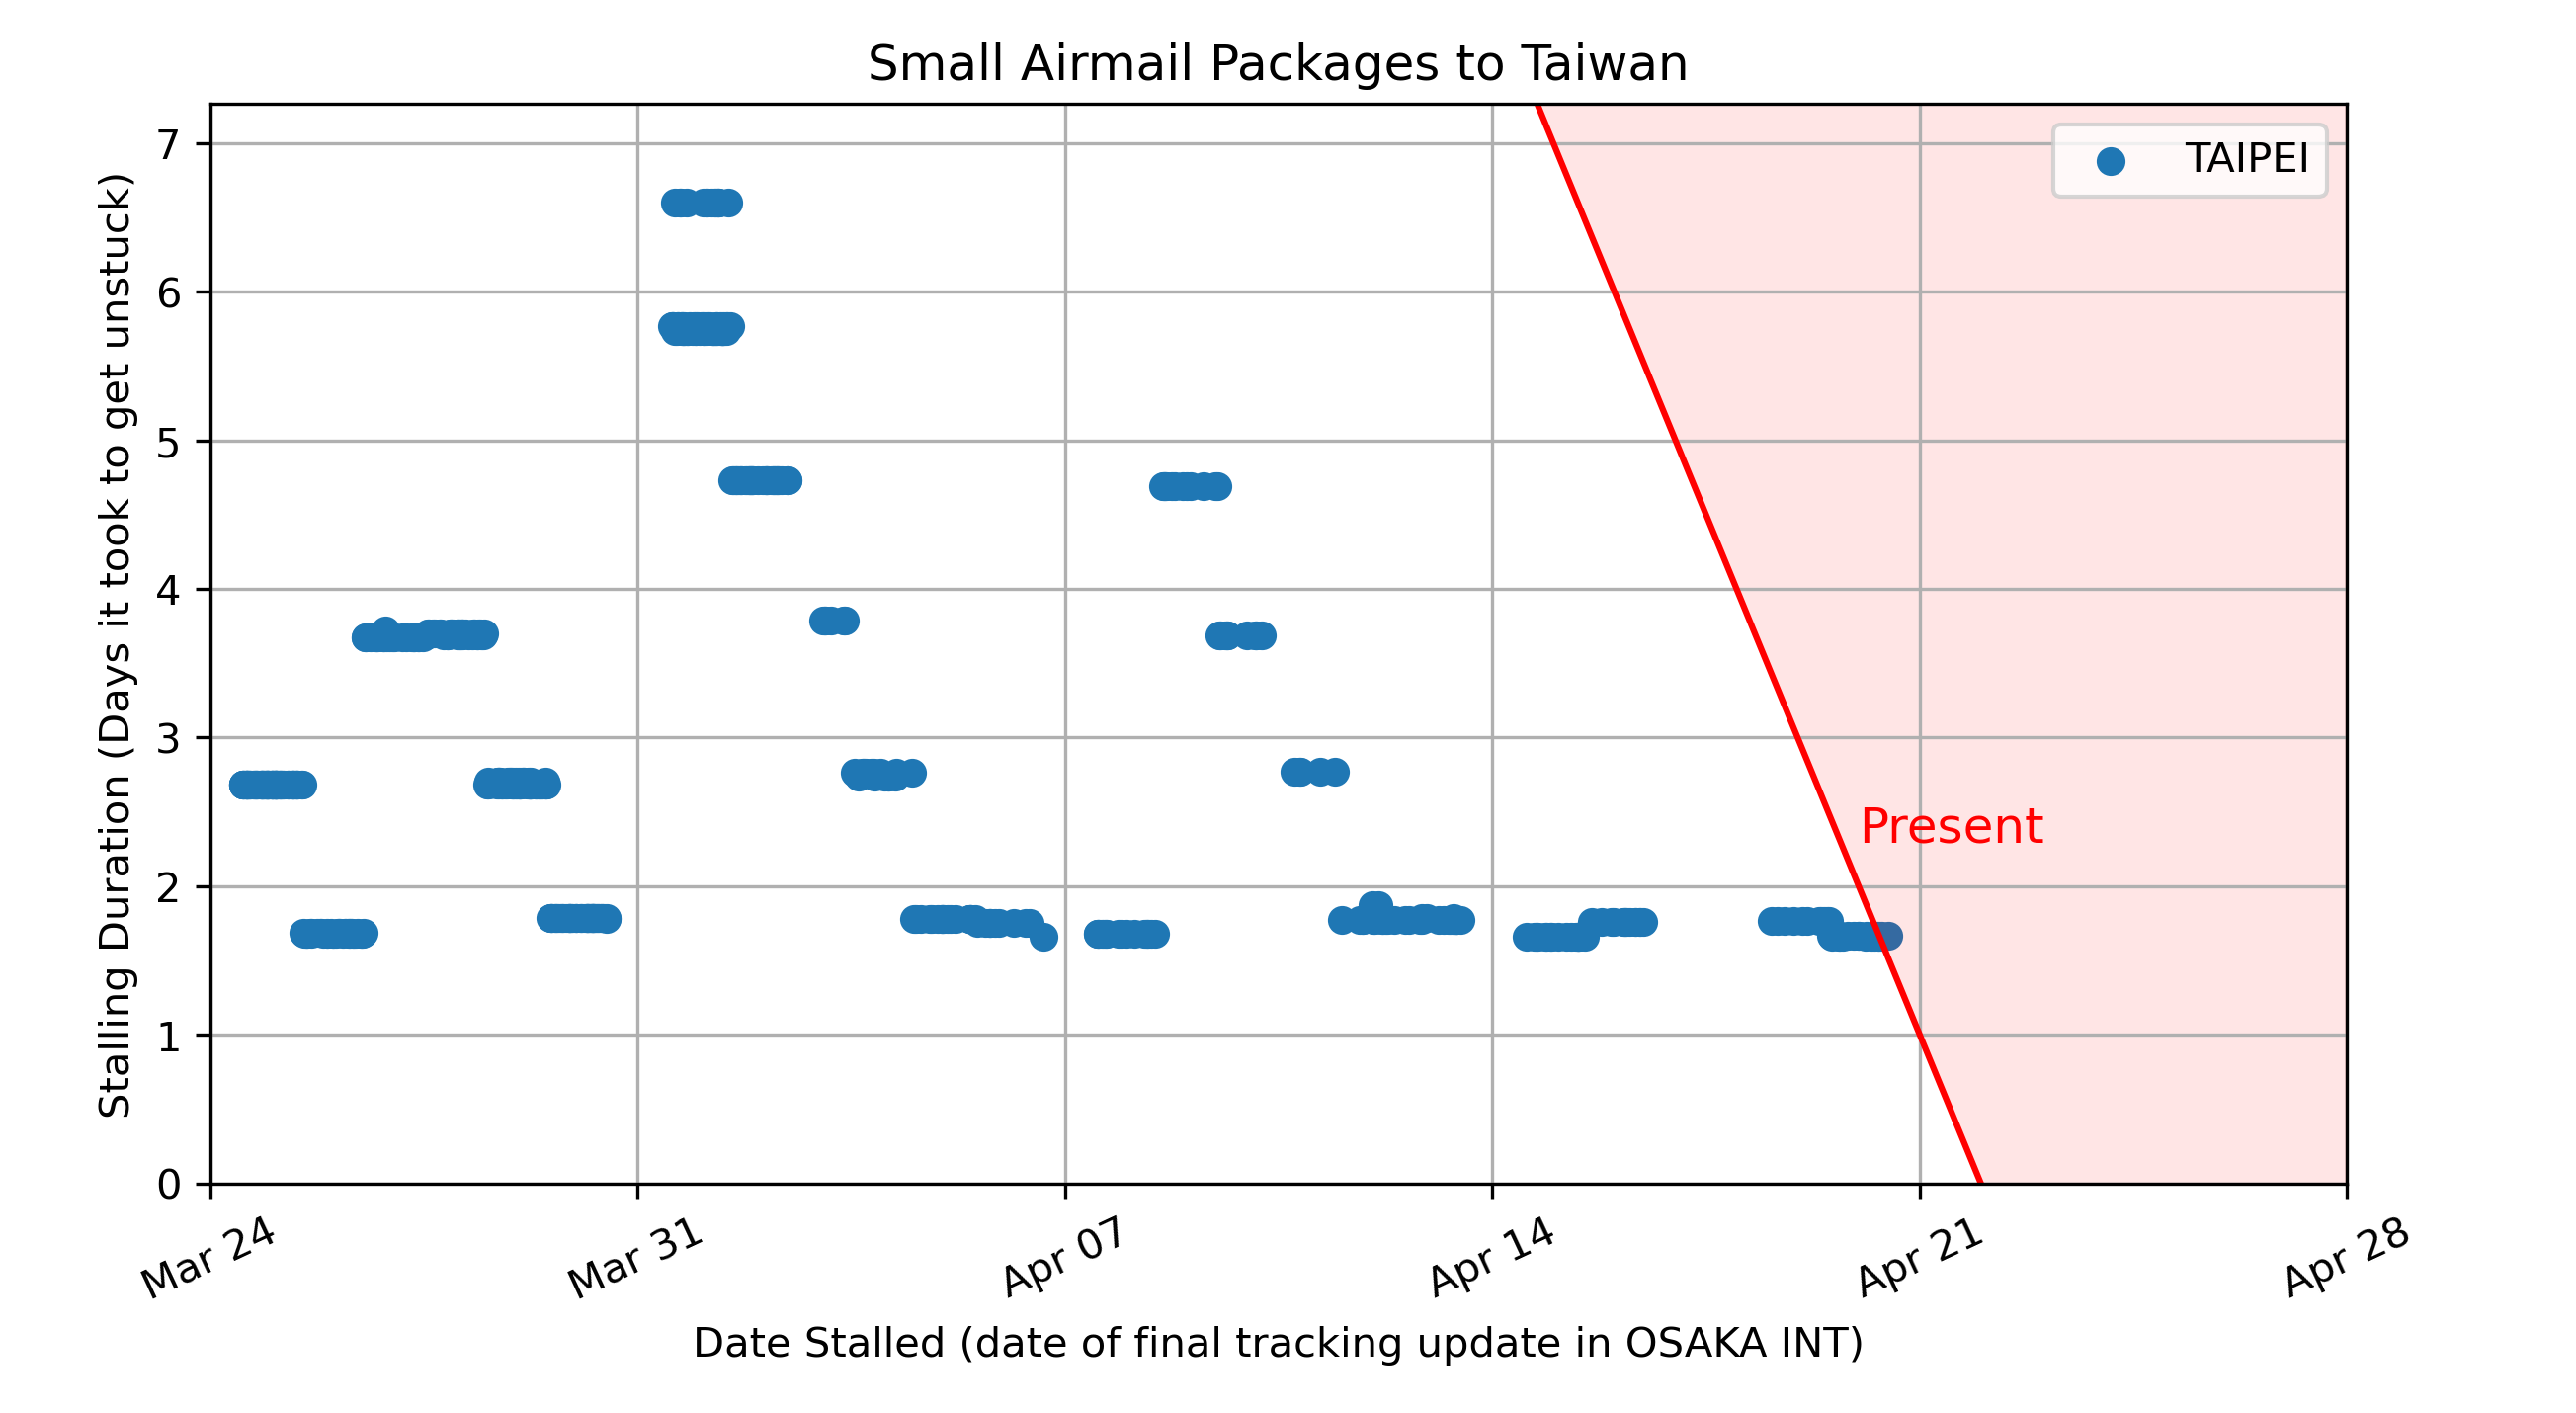 Small Airmail Packages to Taiwan
Stalling Duration (Days it took to get unstuck)
7
6
5
4
3
2
1
0
TAIPEI
Present
Mar 24
Mar 31
Apr 07
Apr 14
Apr 21
Apr 28
Date Stalled (date of final tracking update in OSAKA INT)